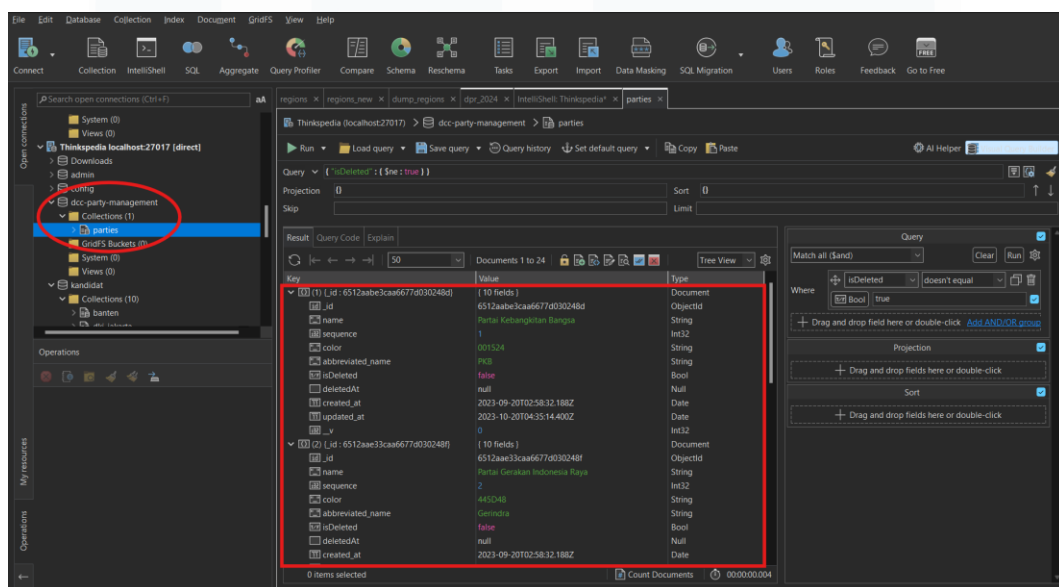 File Edit Database Collection Index Document GridFS View Help
Connect Collection IntelliShell SQL Aggregate Query Profiler Compare Schema Reschema Tasks Export Import Data Masking SQL Migration Users Roles Feedback Go to Free
FREE
Search open connections (Ctrl+F) aA
Open connections
System (0)
Views (0)
Thinkspedia localhost:27017 [direct]
Downloads
admin
config
dcc-party-management
Collections (1)
parties
GridFS Buckets (0)
System (0)
Views (0)
kandidat
Collections (10)
banten
Operations
My resources
Operations
regions regions_new dump_regions dpr_2024 IntelliShell: Thinkspedia* parties
Thinkspedia (localhost:27017) dcc-party-management parties
Run Load query Save query Query history Set default query Copy Paste AI Helper
Query {"isDeleted" : { $ne : true } }
Projection {} Sort {}
Skip Limit
Result Query Code Explain
50 Documents 1 to 24 Tree View
Key Value Type
(1) {_id : 6512aabe3caa6677d030248d} { 10 fields } Document
_id 6512aabe3caa6677d030248d ObjectId
name Partai Kebangkitan Bangsa String
sequence 1 Int32
color 001524 String
abbreviated_name PKB String
isDeleted false Bool
deletedAt null Null
created_at 2023-09-20T02:58:32.188Z Date
updated_at 2023-10-20T04:35:14.400Z Date
__v 0 Int32
(2) {_id : 6512aae33caa6677d030248f} { 10 fields } Document
_id 6512aae33caa6677d030248f ObjectId
name Partai Gerakan Indonesia Raya String
sequence 2 Int32
color 445D48 String
abbreviated_name Gerindra String
isDeleted false Bool
deletedAt null Null
created_at 2023-09-20T02:58:32.188Z Date
0 items selected Count Documents 00:00:00.004
Query
Match all ($and) Clear Run
Where isDeleted doesn't equal
Bool true
Drag and drop field here or double-click Add AND/OR group
Projection
Drag and drop fields here or double-click
Sort
Drag and drop fields here or double-click